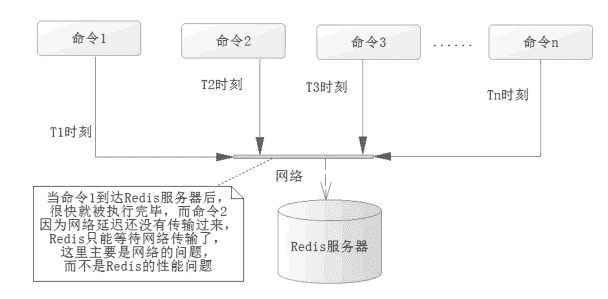 命令1
命令2
命令3
......
命令n
T1时刻
T2时刻
T3时刻
Tn时刻
网络
当命令1到达Redis服务器后，
很快就被执行完毕，而命令2
因为网络延迟还没有传输过来，
Redis只能等待网络传输了，
这里主要是网络的问题，
而不是Redis的性能问题
Redis服务器